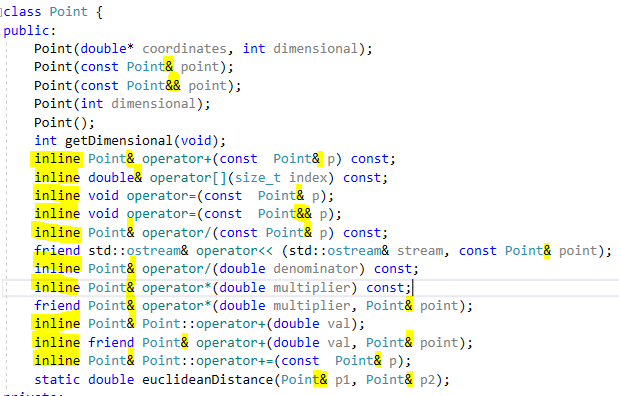 class Point {
public:
Point(double* coordinates, int dimensional);
Point(const Point& point);
Point(const Point&& point);
Point(int dimensional);
Point();
int getDimensional(void);
inline Point& operator+(const  Point& p) const;
inline double& operator[](size_t index) const;
inline void operator=(const  Point& p);
inline void operator=(const  Point&& p);
inline Point& operator/(const Point& p) const;
friend std::ostream& operator<< (std::ostream& stream, const Point& point);
inline Point& operator/(double denominator) const;
inline Point& operator*(double multiplier) const;
friend Point& operator*(double multiplier, Point& point);
inline Point& Point::operator+(double val);
inline friend Point& operator+(double val, Point& point);
inline Point& Point::operator+=(const  Point& p);
static double euclideanDistance(Point& p1, Point& p2);